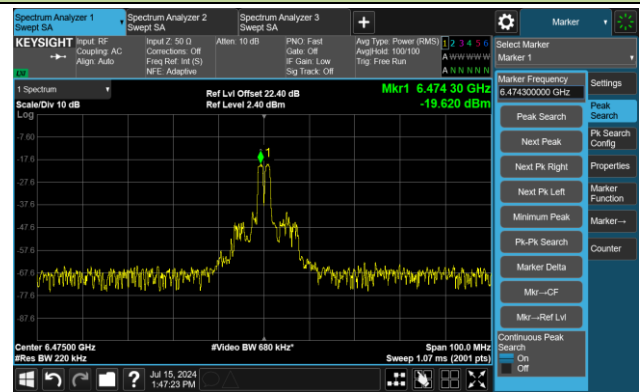 Spectrum Analyzer 1
Swept SA
Spectrum Analyzer 2
Swept SA
Spectrum Analyzer 3
Swept SA
+
Marker
KEYSIGHT
Input: RF
Coupling: AC
Align: Auto
Input Z: 50 Ω
Corrections: Off
Freq Ref: Int (S)
NFE: Adaptive
Atten: 10 dB
PNO: Fast
Gate: Off
IF Gain: Low
Sig Track: Off
Avg Type: Power (RMS)
Avg|Hold: 100/100
Trig: Free Run
1 2 3 4 5 6
A W W W W W
A N N N N N
Select Marker
Marker 1
1 Spectrum
Scale/Div 10 dB
Log
Ref Lvl Offset 22.40 dB
Ref Level 2.40 dBm
Mkr1 6.474 30 GHz
-19.620 dBm
1
-7.60
-17.6
-27.6
-37.6
-47.6
-57.6
-67.6
-77.6
-87.6
Center 6.47500 GHz
#Res BW 220 kHz
#Video BW 680 kHz*
Span 100.0 MHz
Sweep 1.07 ms (2001 pts)
Marker Frequency
6.474300000 GHz
Peak Search
Next Peak
Next Pk Right
Next Pk Left
Minimum Peak
Pk-Pk Search
Marker Delta
Mkr→CF
Mkr→Ref Lvl
Continuous Peak
Search
On
Off
Settings
Peak
Search
Pk Search
Config
Properties
Marker
Function
Marker→
Counter
?
Jul 15, 2024
1:47:23 PM